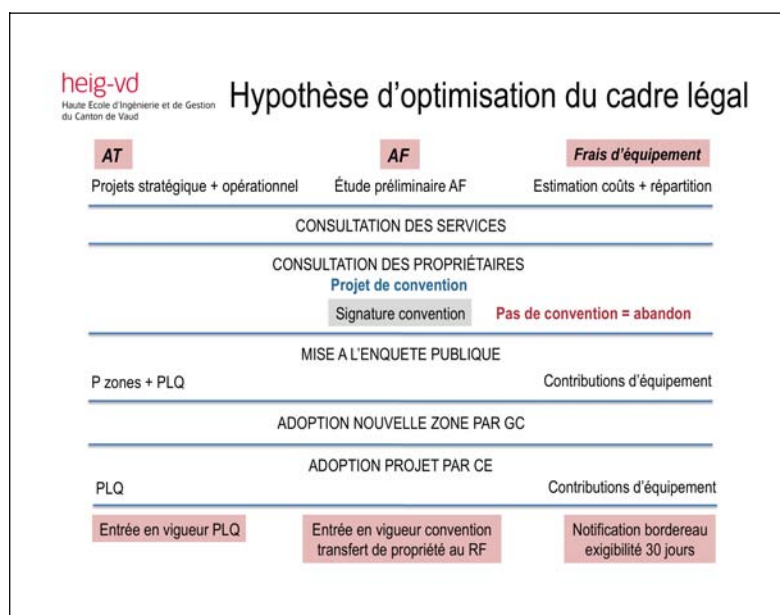 heig-vd
Haute Ecole d'Ingénierie et de Gestion
du Canton de Vaud
Hypothèse d'optimisation du cadre légal
AT
AF
Frais d'équipement
Projets stratégique + opérationnel
Étude préliminaire AF
Estimation coûts + répartition
CONSULTATION DES SERVICES
CONSULTATION DES PROPRIÉTAIRES
Projet de convention
Signature convention
Pas de convention = abandon
MISE A L'ENQUETE PUBLIQUE
P zones + PLQ
Contributions d'équipement
ADOPTION NOUVELLE ZONE PAR GC
ADOPTION PROJET PAR CE
PLQ
Contributions d'équipement
Entrée en vigueur PLQ
Entrée en vigueur convention
transfert de propriété au RF
Notification bordereau
exigibilité 30 jours